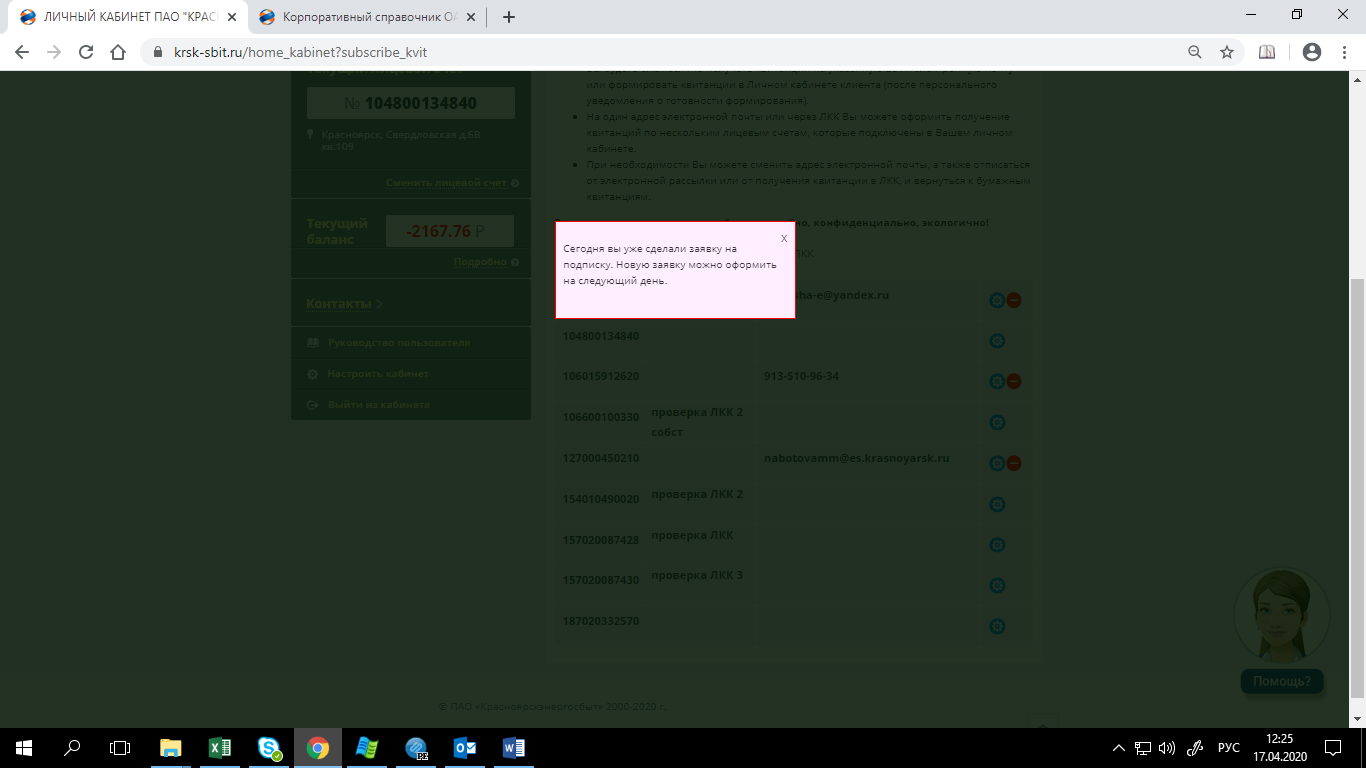 ЛИЧНЫЙ КАБИНЕТ ПАО "КРАС
Корпоративный справочник ОА
krsk-sbit.ru/home_kabinet?subscribe_kvit
№ 104800134840
Красноярск, Свердловская д.6В
кв.109
Сменить лицевой счет
Текущий
баланс
-2167.76 Р
Подробно
Контакты
Руководство пользователя
Настроить кабинет
Выйти из кабинета
или формировать квитанции в Личном кабинете клиента (после персонального
уведомления о готовности формирования).
На один адрес электронной почты или через ЛКК Вы можете оформить получение
квитанций по нескольким лицевым счетам, которые подключены в Вашем личном
кабинете.
При необходимости Вы можете сменить адрес электронной почты, а также отписаться
от электронной рассылки или от получения квитанции в ЛКК, и вернуться к бумажным
квитанциям.
конфиденциально, экологично!
X
Сегодня вы уже сделали заявку на
подписку. Новую заявку можно оформить
на следующий день.
ЛКК
ha-e@yandex.ru
104800134840
106015912620 913-510-96-34
106600100330 проверка ЛКК 2
собст
127000450210 nabotovamm@es.krasnoyarsk.ru
154010490020 проверка ЛКК 2
157020087428 проверка ЛКК
157020087430 проверка ЛКК 3
187020332570
Помощь?
© ПАО «Красноярскэнергосбыт» 2000-2020 г.
РУС
12:25
17.04.2020